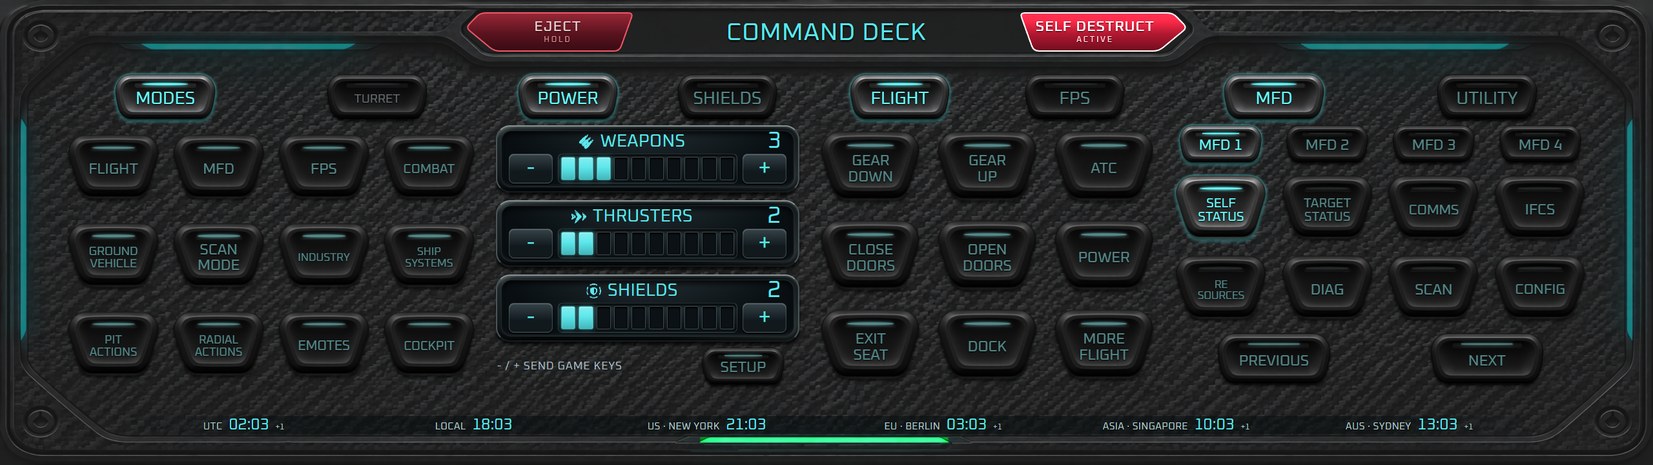 EJECT
HOLD
COMMAND DECK
SELF DESTRUCT
ACTIVE
MODES
TURRET
POWER
SHIELDS
FLIGHT
FPS
MFD
UTILITY
FLIGHT
MFD
FPS
COMBAT
GROUND
VEHICLE
SCAN
MODE
INDUSTRY
SHIP
SYSTEMS
PIT
ACTIONS
RADIAL
ACTIONS
EMOTES
COCKPIT
WEAPONS 3
- +
THRUSTERS 2
- +
SHIELDS 2
- +
- / + SEND GAME KEYS
SETUP
GEAR
DOWN
GEAR
UP
ATC
CLOSE
DOORS
OPEN
DOORS
POWER
EXIT
SEAT
DOCK
MORE
FLIGHT
MFD 1
MFD 2
MFD 3
MFD 4
SELF
STATUS
TARGET
STATUS
COMMS
IFCS
RE
SOURCES
DIAG
SCAN
CONFIG
PREVIOUS
NEXT
UTC 02:03 +1
LOCAL 18:03
US · NEW YORK 21:03
EU · BERLIN 03:03 +1
ASIA · SINGAPORE 10:03 +1
AUS · SYDNEY 13:03 +1